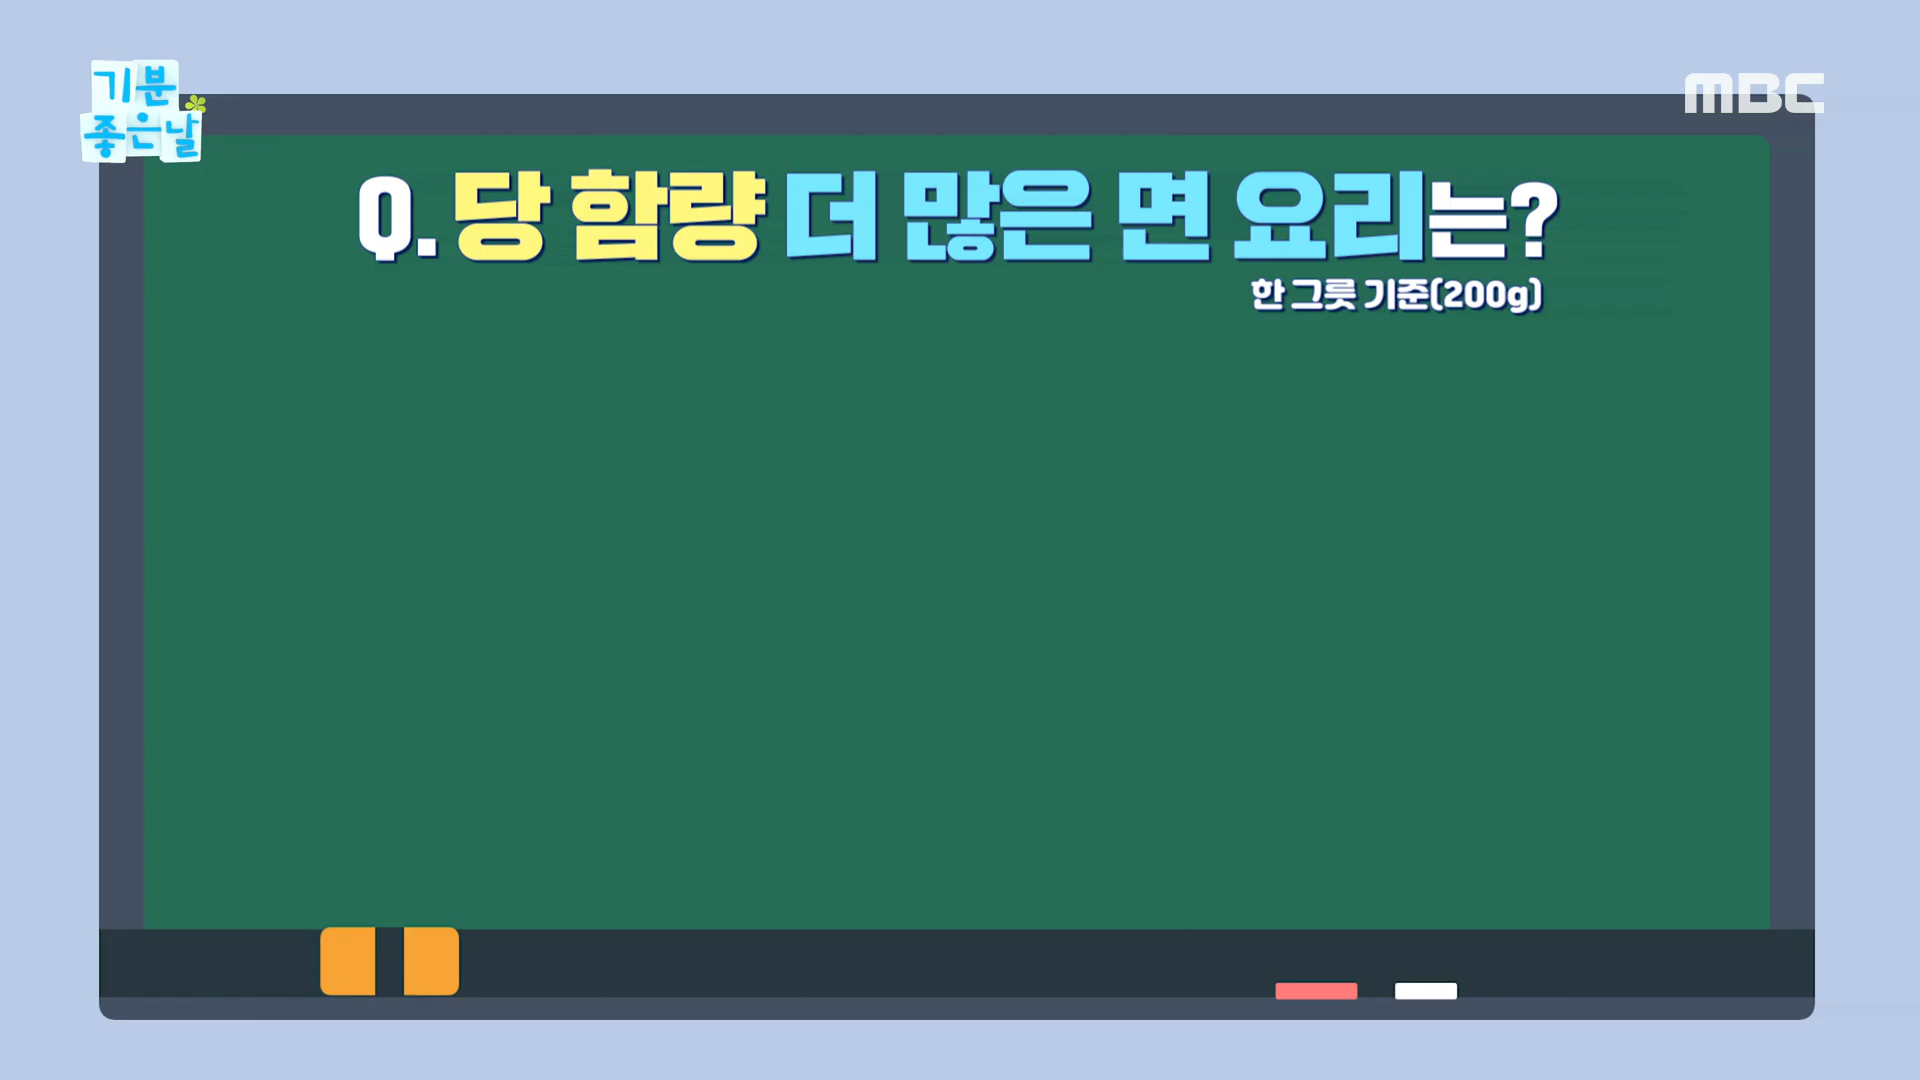 기분
좋은날
MBC
Q. 당 함량 더 많은 면 요리는?
한 그릇 기준(200g)